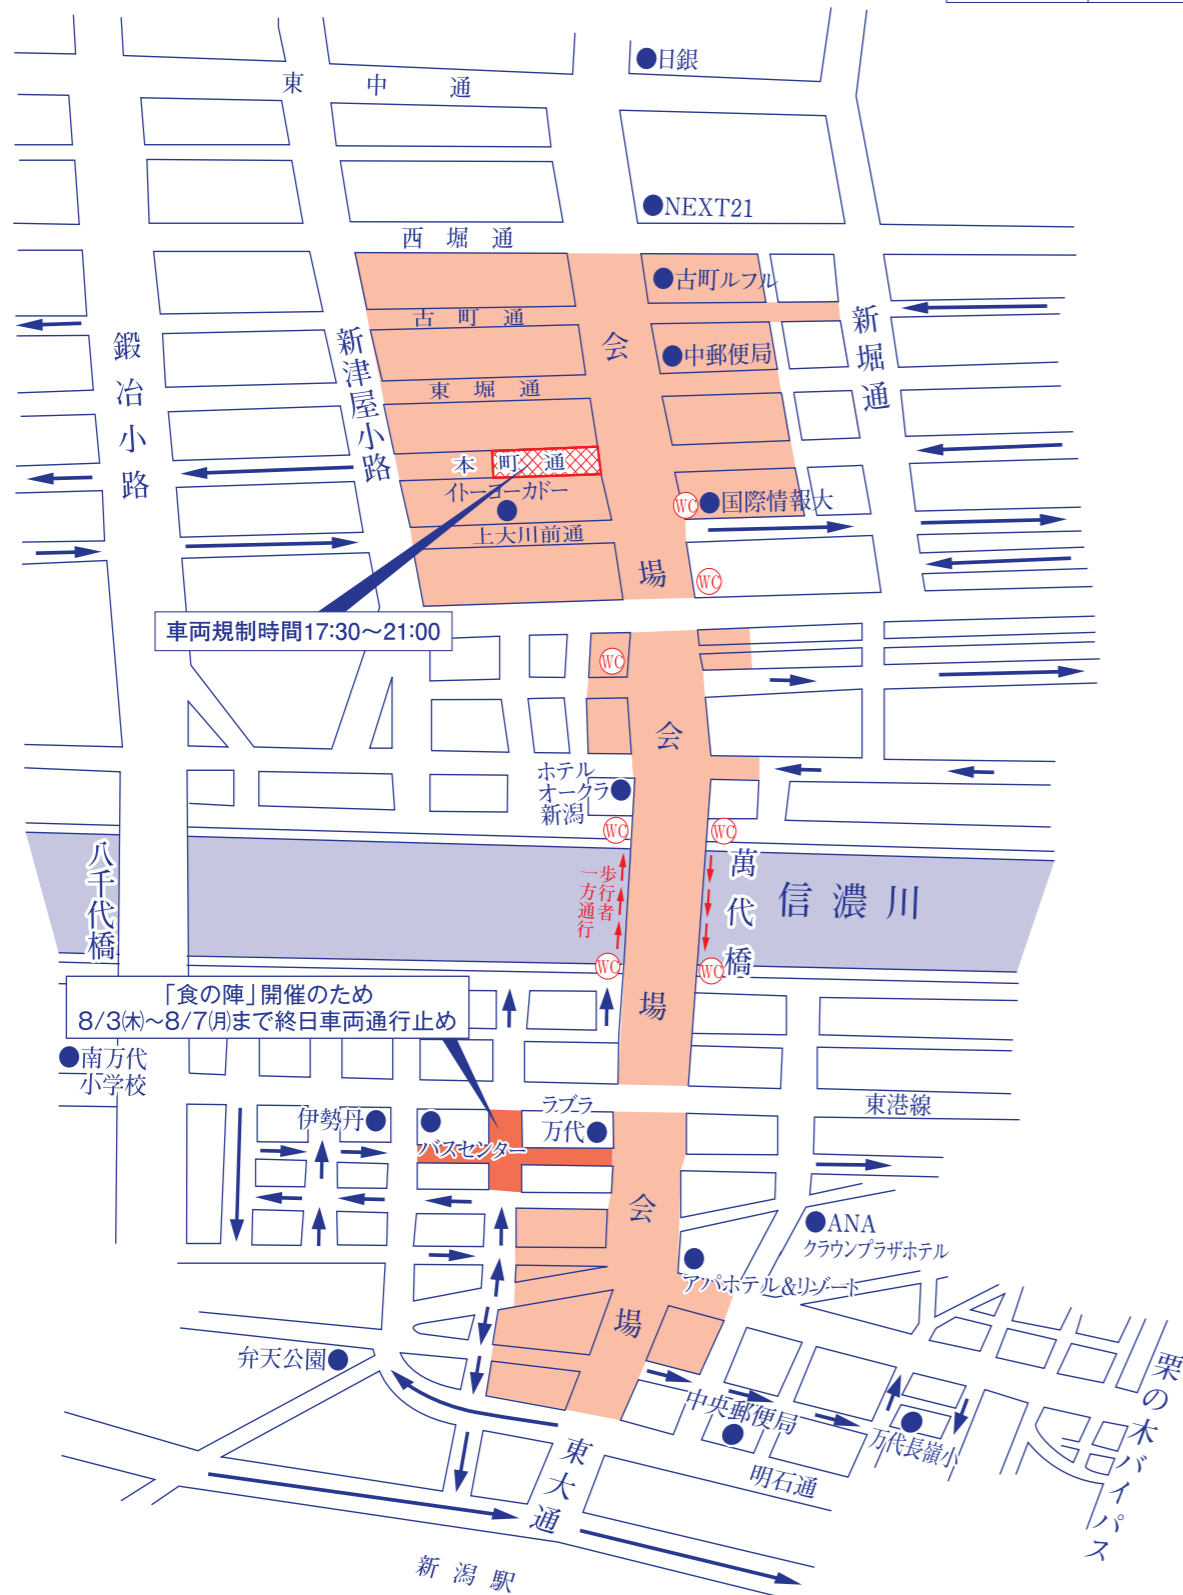 日銀
東中通
NEXT21
西堀通
古町ルフル
古町通
新堀通
会
中郵便局
鍛冶小路
新津屋小路
東堀通
本町通
イトーヨーカドー
WC
国際情報大
上大川前通
場
WC
車両規制時間17:30～21:00
WC
会
ホテル
オークラ
新潟
WC
WC
八千代橋
歩行者
一方通行
萬代橋
信濃川
WC
WC
「食の陣」開催のため
8/3㈭～8/7㈪まで終日車両通行止め
場
南万代
小学校
ラブラ
万代
東港線
伊勢丹
バスセンター
会
ANA
クラウンプラザホテル
アパホテル&リゾート
場
弁天公園
栗の木バイパス
中央郵便局
万代長嶺小
東大通
明石通
新潟駅